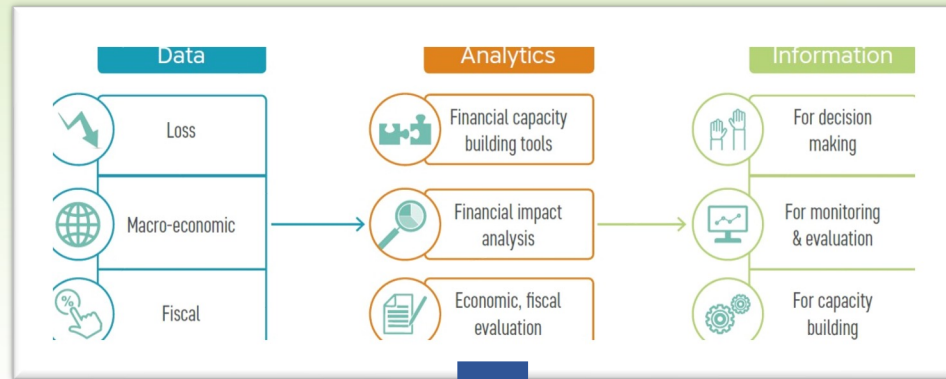 Data
Loss
Macro-economic
Fiscal
Analytics
Financial capacity
building tools
Financial impact
analysis
Economic, fiscal
evaluation
Information
For decision
making
For monitoring
& evaluation
For capacity
building
%